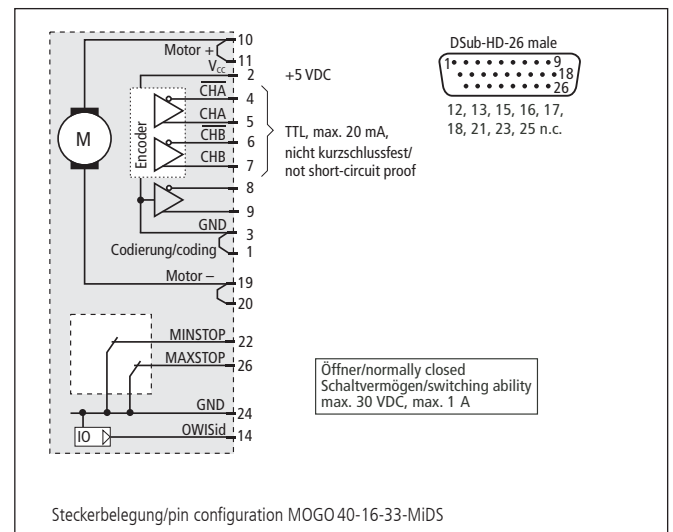 10
Motor +
11
V_CC
2
+5 VDC
C̅H̅A̅
4
CHA
5
C̅H̅B̅
6
CHB
7
TTL, max. 20 mA,
nicht kurzschlussfest/
not short-circuit proof
M
Encoder
8
9
GND
3
Codierung/coding
1
Motor –
19
20
MINSTOP
22
MAXSTOP
26
GND
24
IO
OWISid
14
DSub-HD-26 male
1 9
18
26
12, 13, 15, 16, 17,
18, 21, 23, 25 n.c.
Öffner/normally closed
Schaltvermögen/switching ability
max. 30 VDC, max. 1 A
Steckerbelegung/pin configuration MOGO 40-16-33-MiDS